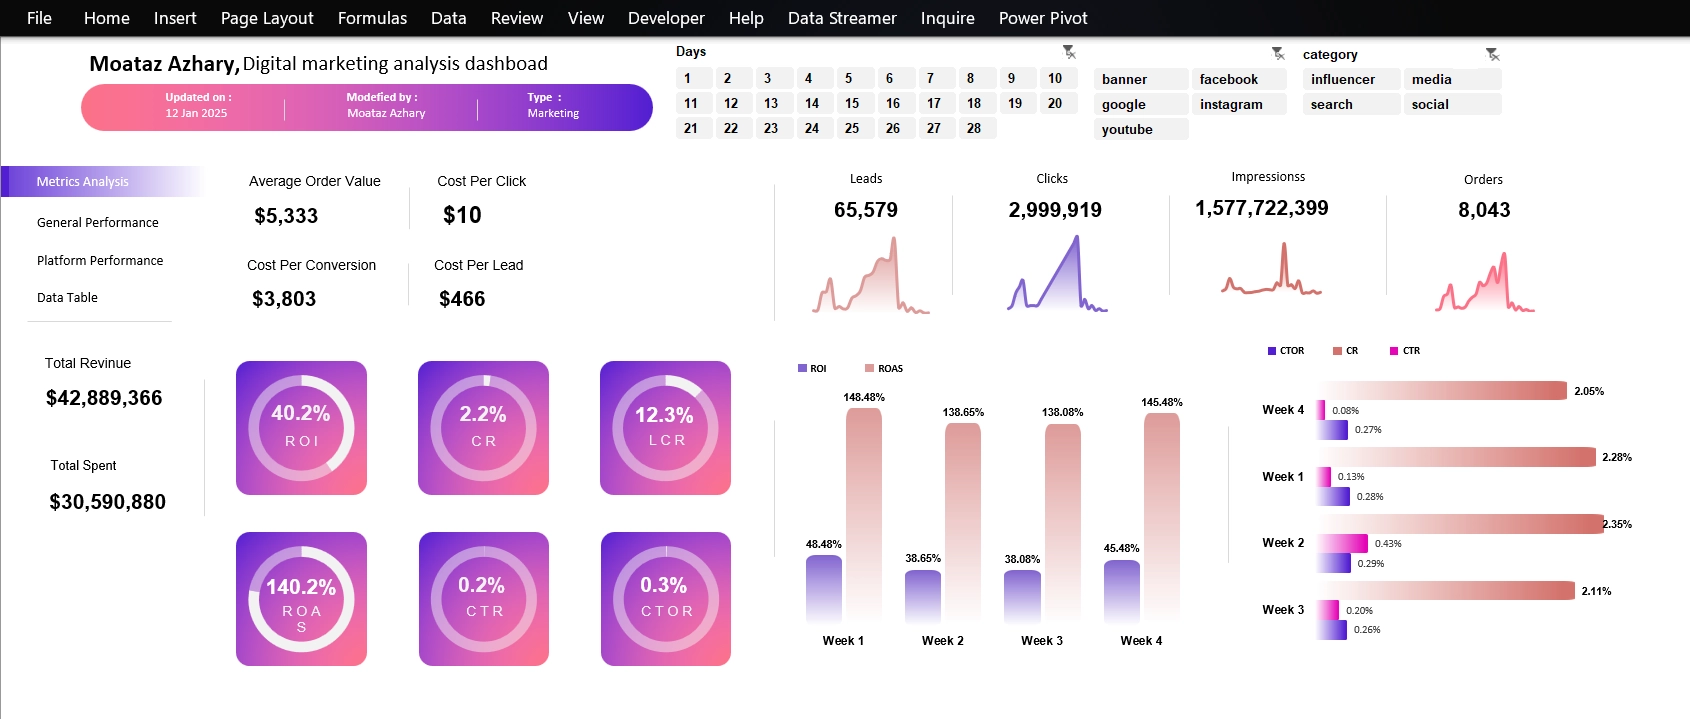 File Home Insert Page Layout Formulas Data Review View Developer Help Data Streamer Inquire Power Pivot
Moataz Azhary, Digital marketing analysis dashboad
Updated on : Modefied by : Type :
12 Jan 2025 Moataz Azhary Marketing
Days
1 2 3 4 5 6 7 8 9 10
11 12 13 14 15 16 17 18 19 20
21 22 23 24 25 26 27 28
banner facebook
google instagram
youtube
category
influencer media
search social
Metrics Analysis
General Performance
Platform Performance
Data Table
Average Order Value Cost Per Click
$5,333 $10
Cost Per Conversion Cost Per Lead
$3,803 $466
Leads Clicks Impressionss Orders
65,579 2,999,919 1,577,722,399 8,043
Total Revinue
$42,889,366
Total Spent
$30,590,880
40.2%
ROI
2.2%
CR
12.3%
LCR
140.2%
ROA
S
0.2%
CTR
0.3%
CTOR
ROI ROAS
148.48% 138.65% 138.08% 145.48%
48.48% 38.65% 38.08% 45.48%
Week 1 Week 2 Week 3 Week 4
CTOR CR CTR
2.05%
Week 4 0.08%
0.27%
2.28%
Week 1 0.13%
0.28%
2.35%
Week 2 0.43%
0.29%
2.11%
Week 3 0.20%
0.26%